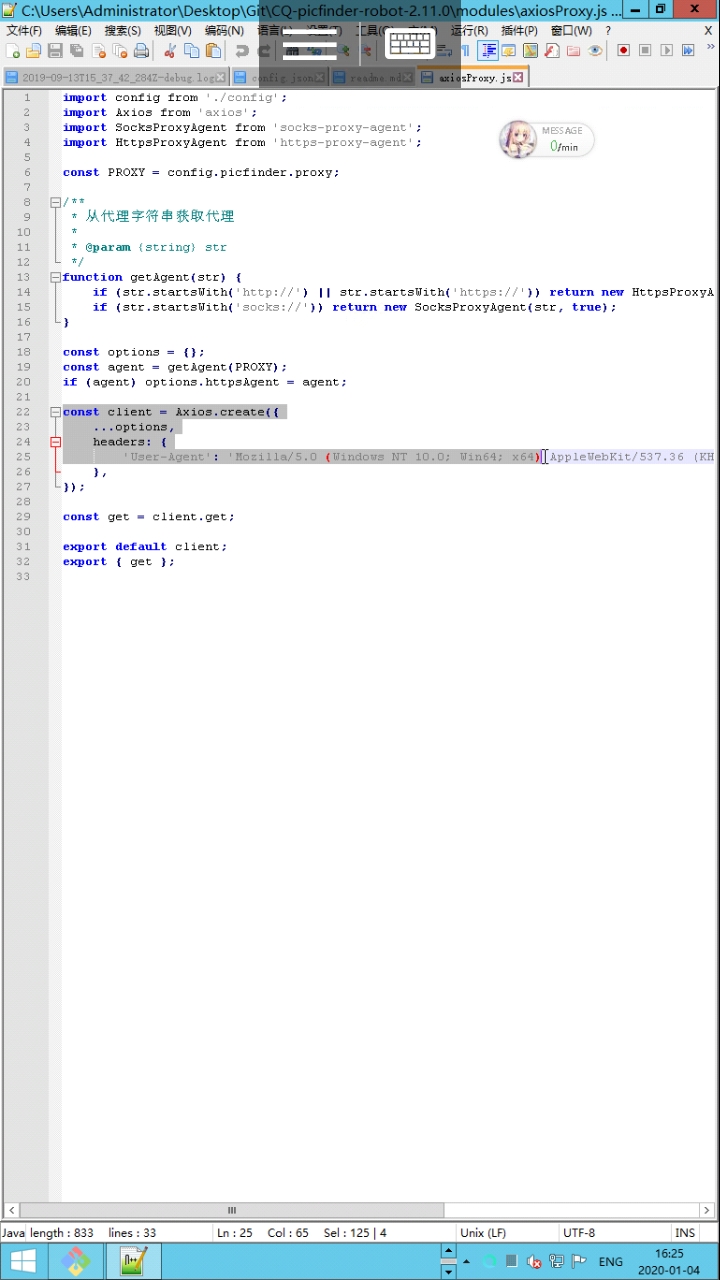 C:\Users\Administrator\Desktop\Git\CQ-picfinder-robot-2.11.0\modules\axiosProxy.js ...
文件(F) 编辑(E) 搜索(S) 视图(V) 编码(N) 运行(R) 插件(P) 窗口(W) ? X
2019-09-13T15_37_42_284Z-debug.log config.json readme.md axiosProxy.js
MESSAGE
0/min
1 import config from './config';
2 import Axios from 'axios';
3 import SocksProxyAgent from 'socks-proxy-agent';
4 import HttpsProxyAgent from 'https-proxy-agent';
5
6 const PROXY = config.picfinder.proxy;
7
8 /**
9 * 从代理字符串获取代理
10 *
11 * @param {string} str
12 */
13 function getAgent(str) {
14 if (str.startsWith('http://') || str.startsWith('https://')) return new HttpsProxyA
15 if (str.startsWith('socks://')) return new SocksProxyAgent(str, true);
16 }
17
18 const options = {};
19 const agent = getAgent(PROXY);
20 if (agent) options.httpsAgent = agent;
21
22 const client = Axios.create({
23 ...options,
24 headers: {
25 'User-Agent': 'Mozilla/5.0 (Windows NT 10.0; Win64; x64) AppleWebKit/537.36 (KH
26 },
27 });
28
29 const get = client.get;
30
31 export default client;
32 export { get };
33
Java length : 833 lines : 33 Ln : 25 Col : 65 Sel : 125 | 4 Unix (LF) UTF-8 INS
ENG
16:25
2020-01-04